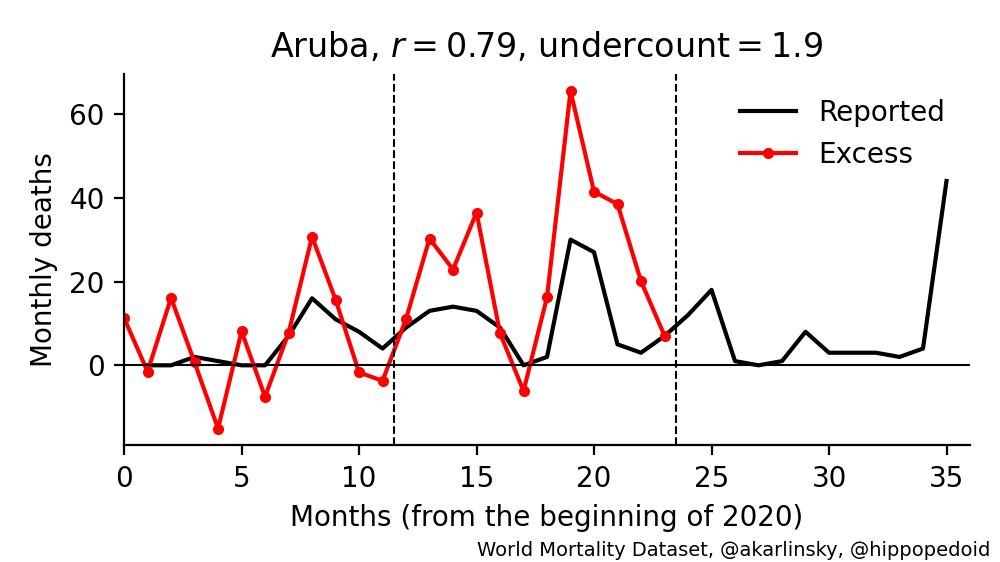 Aruba, r = 0.79, undercount = 1.9
Monthly deaths
60
40
20
0
Reported
Excess
0 5 10 15 20 25 30 35
Months (from the beginning of 2020)
World Mortality Dataset, @akarlinsky, @hippopedoid